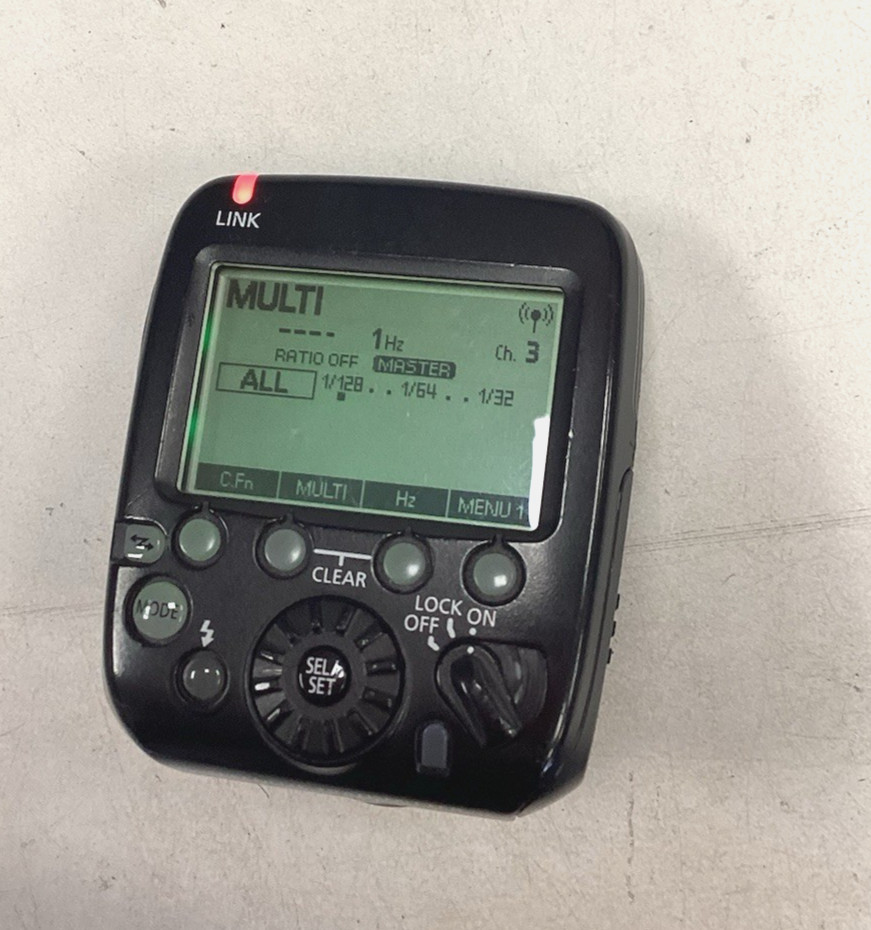 LINK
MULTI
---- 1Hz Ch. 3
RATIO OFF MASTER
ALL 1/128 . . 1/64 . . 1/32
C.Fn MULTI Hz MENU 1
CLEAR
MODE
LOCK
OFF ON
SEL/
SET